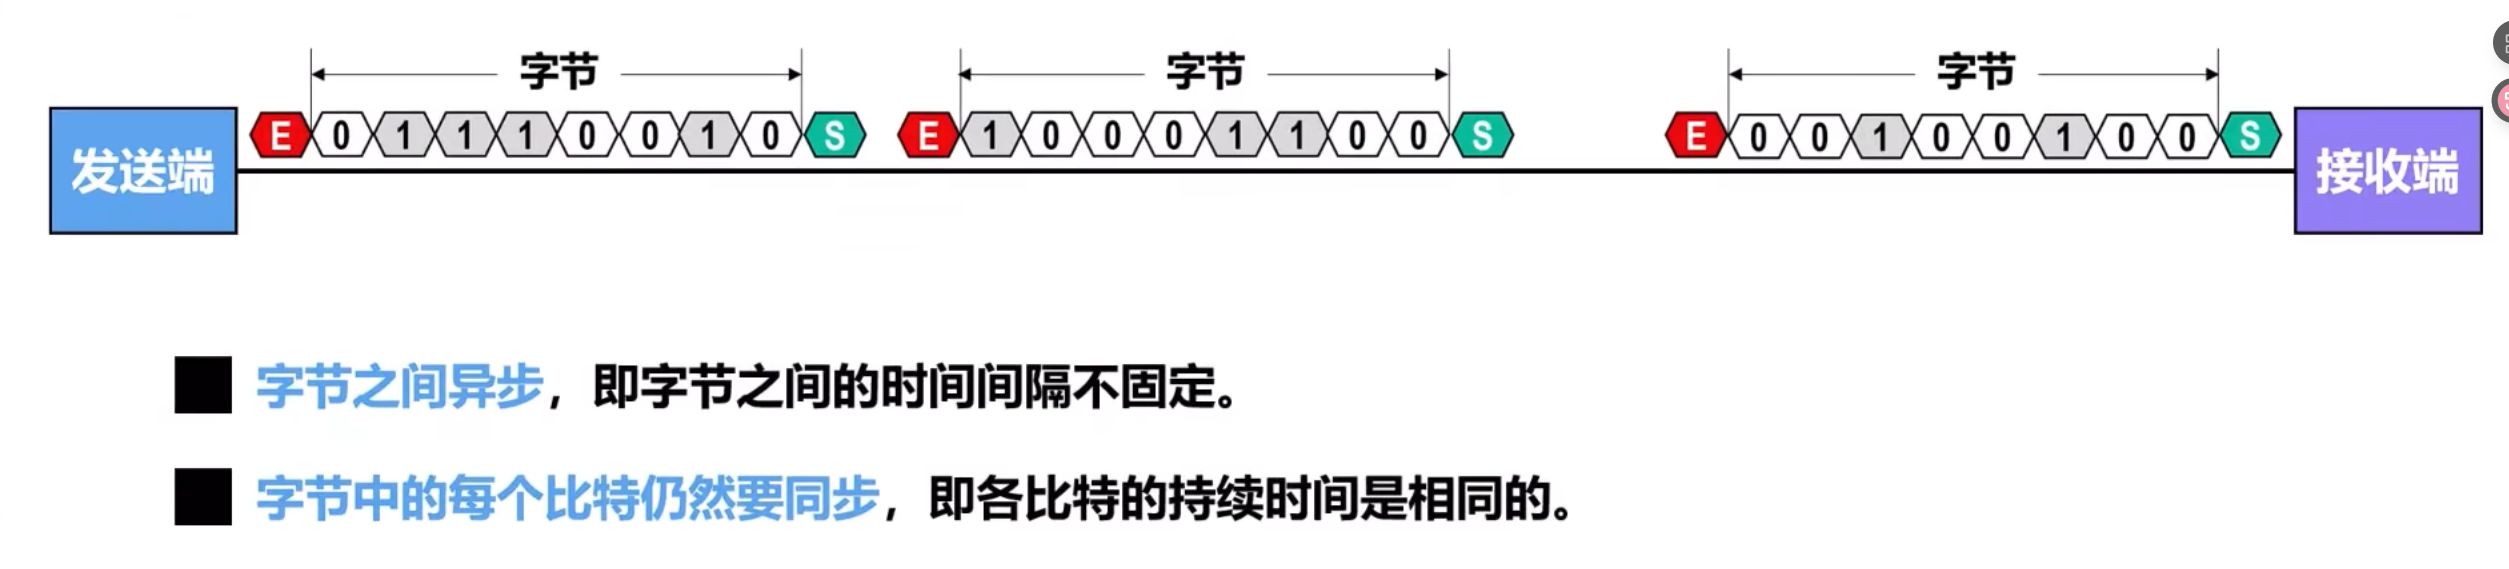 字节 字节 字节
发送端 E 0 1 1 1 0 0 1 0 S E 1 0 0 0 1 1 0 0 S E 0 0 1 0 0 1 0 0 S 接收端
字节之间异步，即字节之间的时间间隔不固定。
字节中的每个比特仍然要同步，即各比特的持续时间是相同的。